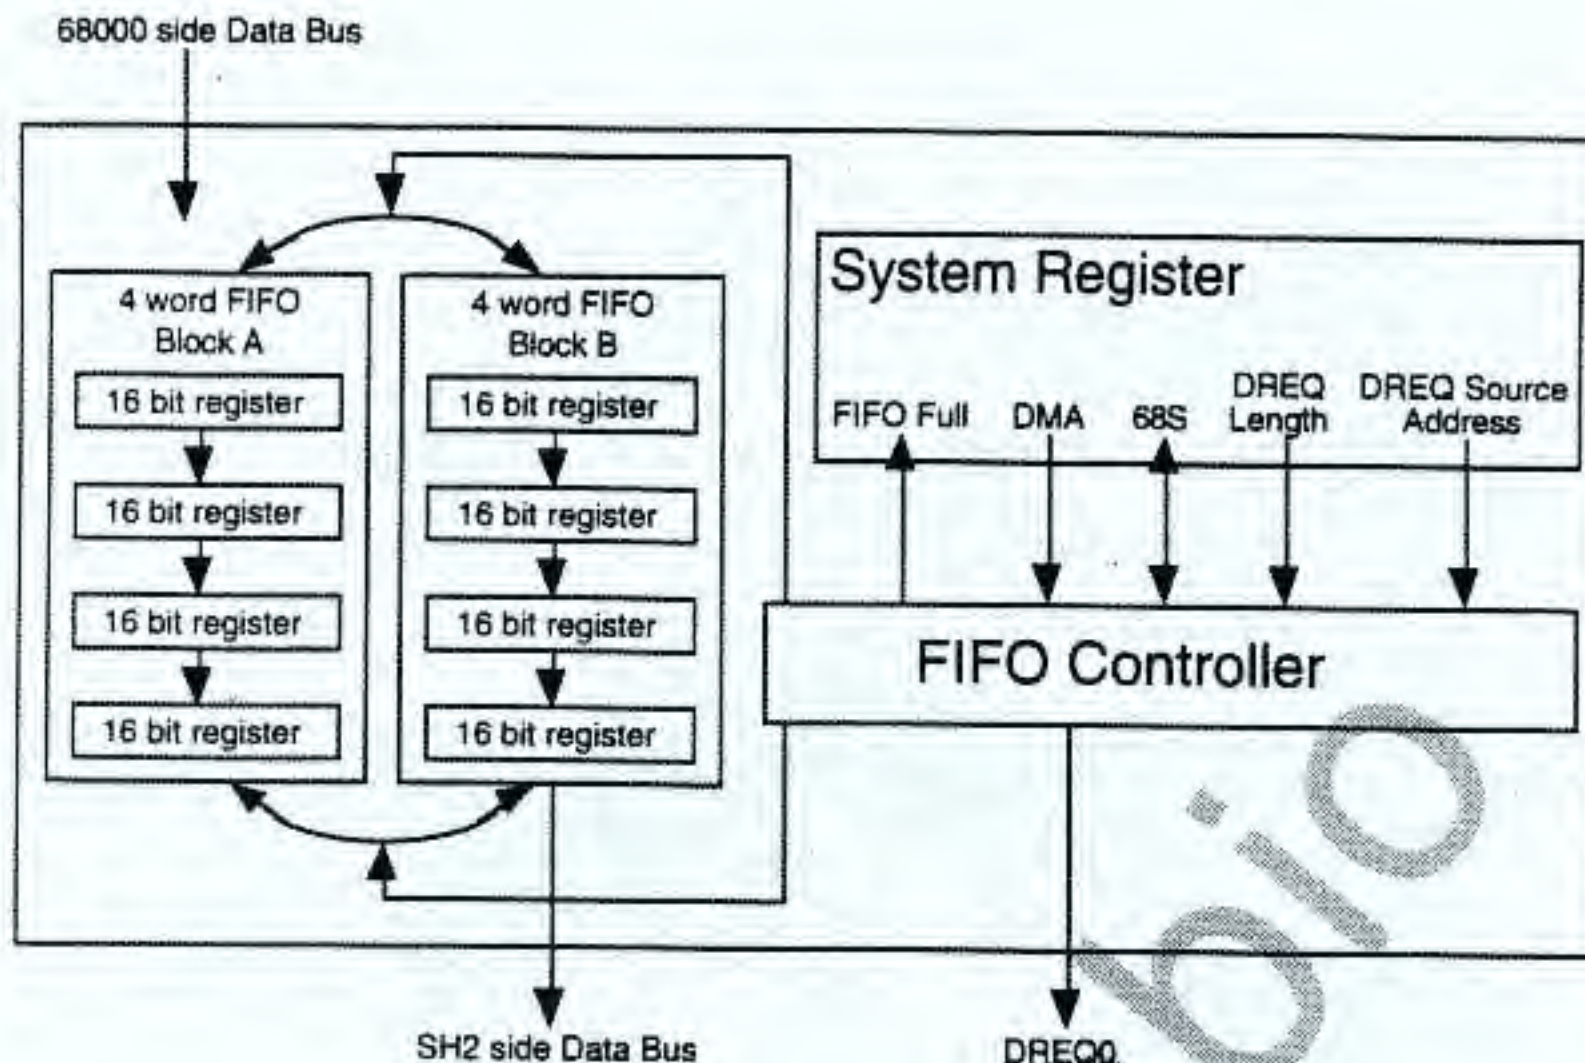 68000 side Data Bus
4 word FIFO
Block A
16 bit register
16 bit register
16 bit register
16 bit register
4 word FIFO
Block B
16 bit register
16 bit register
16 bit register
16 bit register
System Register
FIFO Full
DMA
68S
DREQ
Length
DREQ Source
Address
FIFO Controller
SH2 side Data Bus
DREQ0
bio